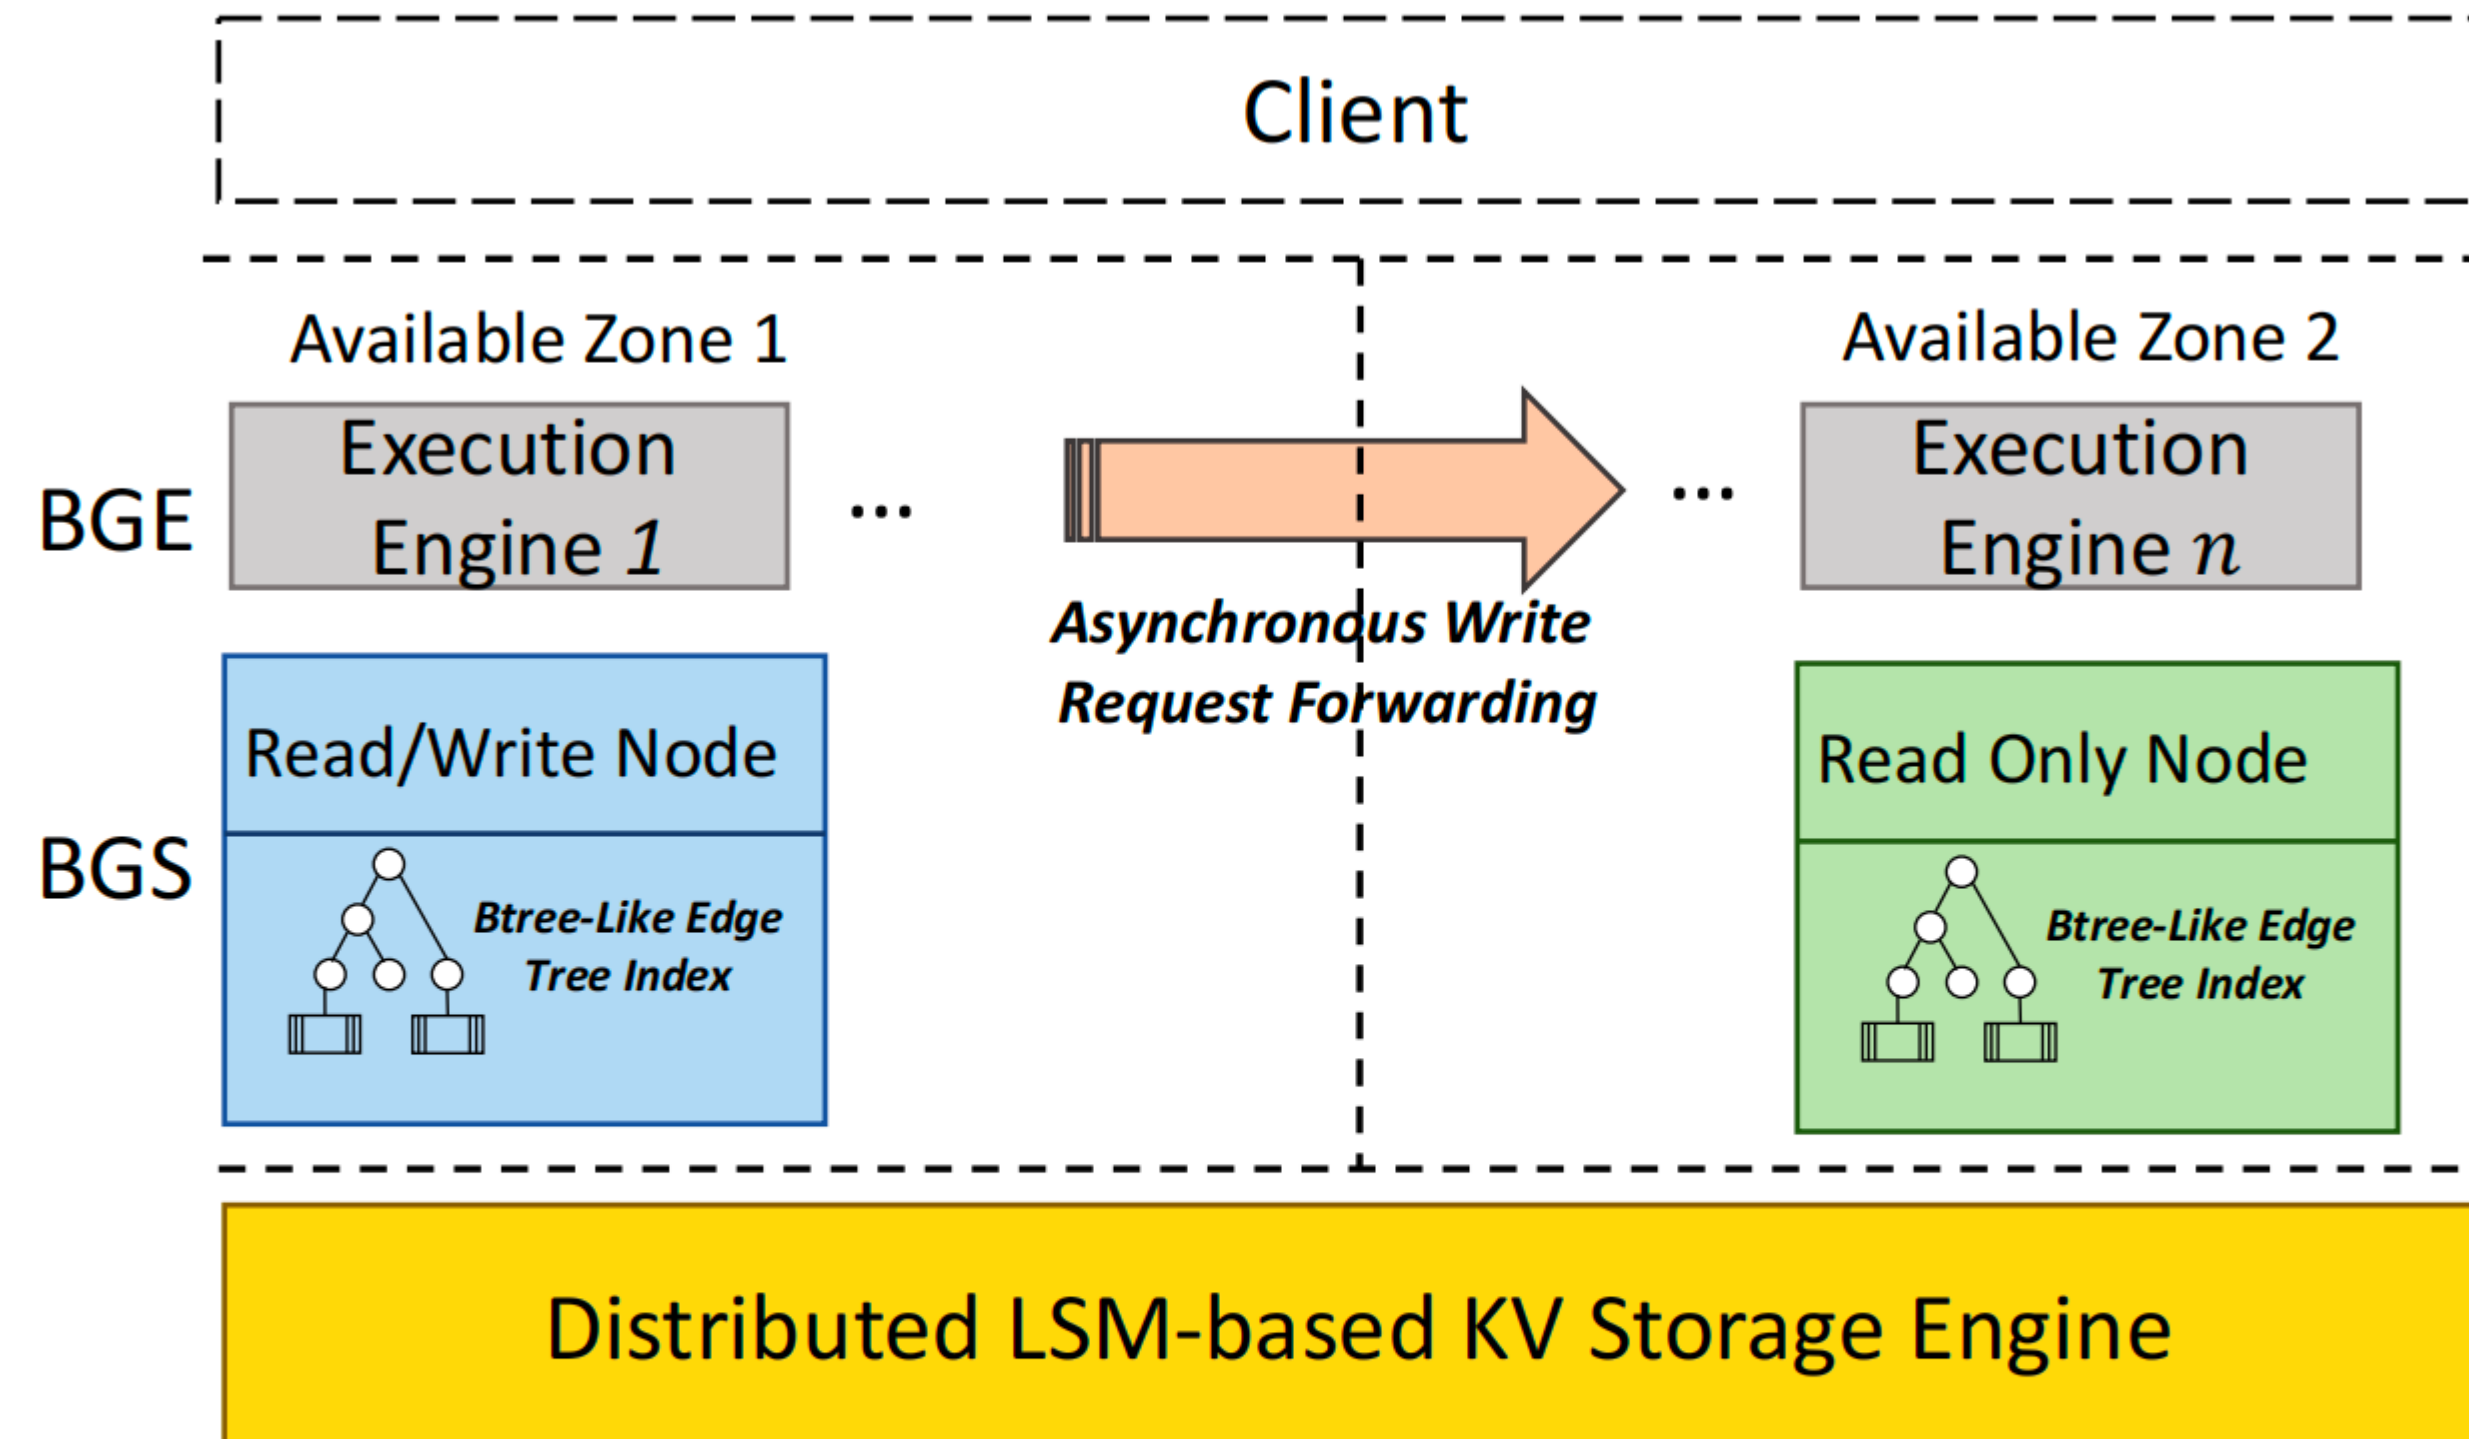 Client
Available Zone 1
Available Zone 2
BGE
Execution
Engine 1
...
...
Execution
Engine n
Asynchronous Write
Request Forwarding
BGS
Read/Write Node
Btree-Like Edge
Tree Index
Read Only Node
Btree-Like Edge
Tree Index
Distributed LSM-based KV Storage Engine